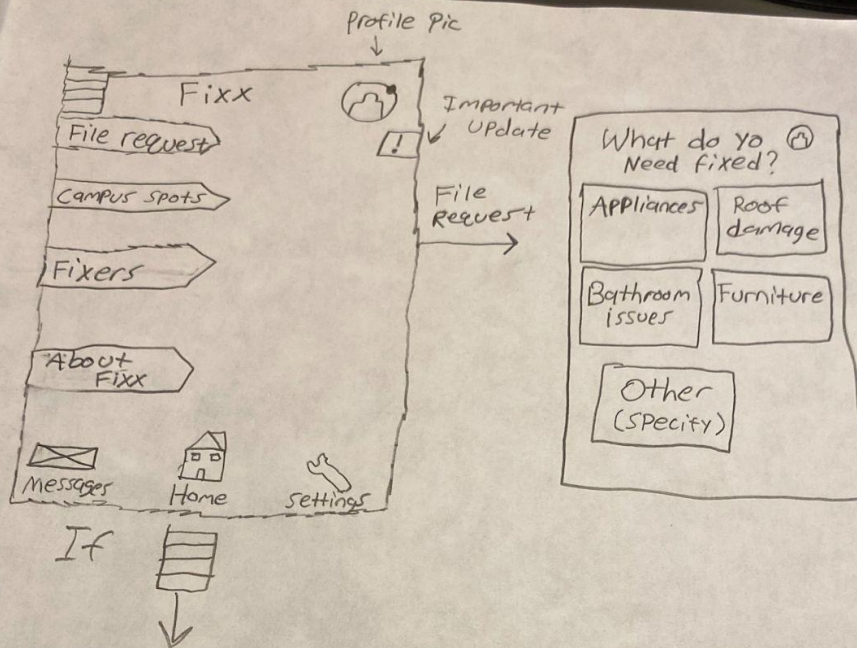 Profile Pic
Fixx
Important
Update
File request
!
Campus spots
File
Request
Fixers
About
Fixx
Messages
Home
Settings
If
What do yo
Need fixed?
Appliances
Roof
damage
Bathroom
issues
Furniture
Other
(specify)